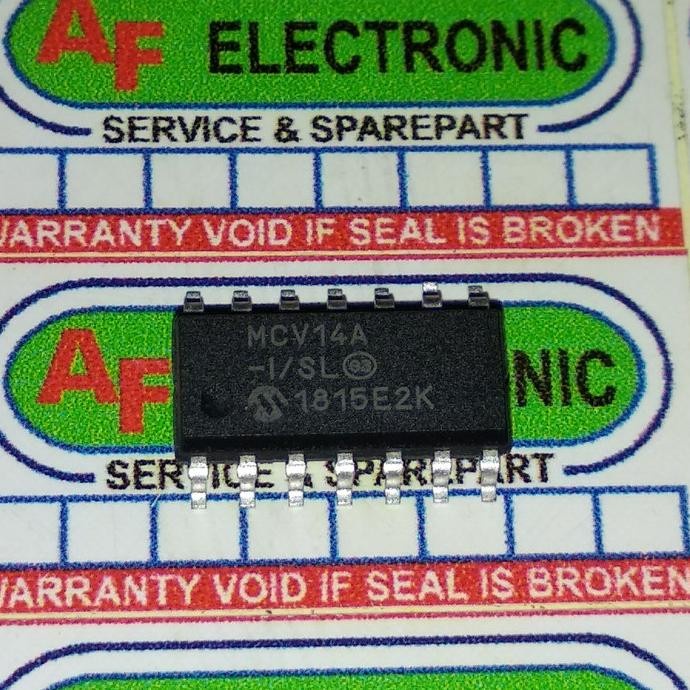 AF ELECTRONIC
SERVICE & SPAREPART
WARRANTY VOID IF SEAL IS BROKEN
MCV14A
-I/SL e3
1815E2K
AF NIC
SERVICE & SPAREPART
WARRANTY VOID IF SEAL IS BROKEN